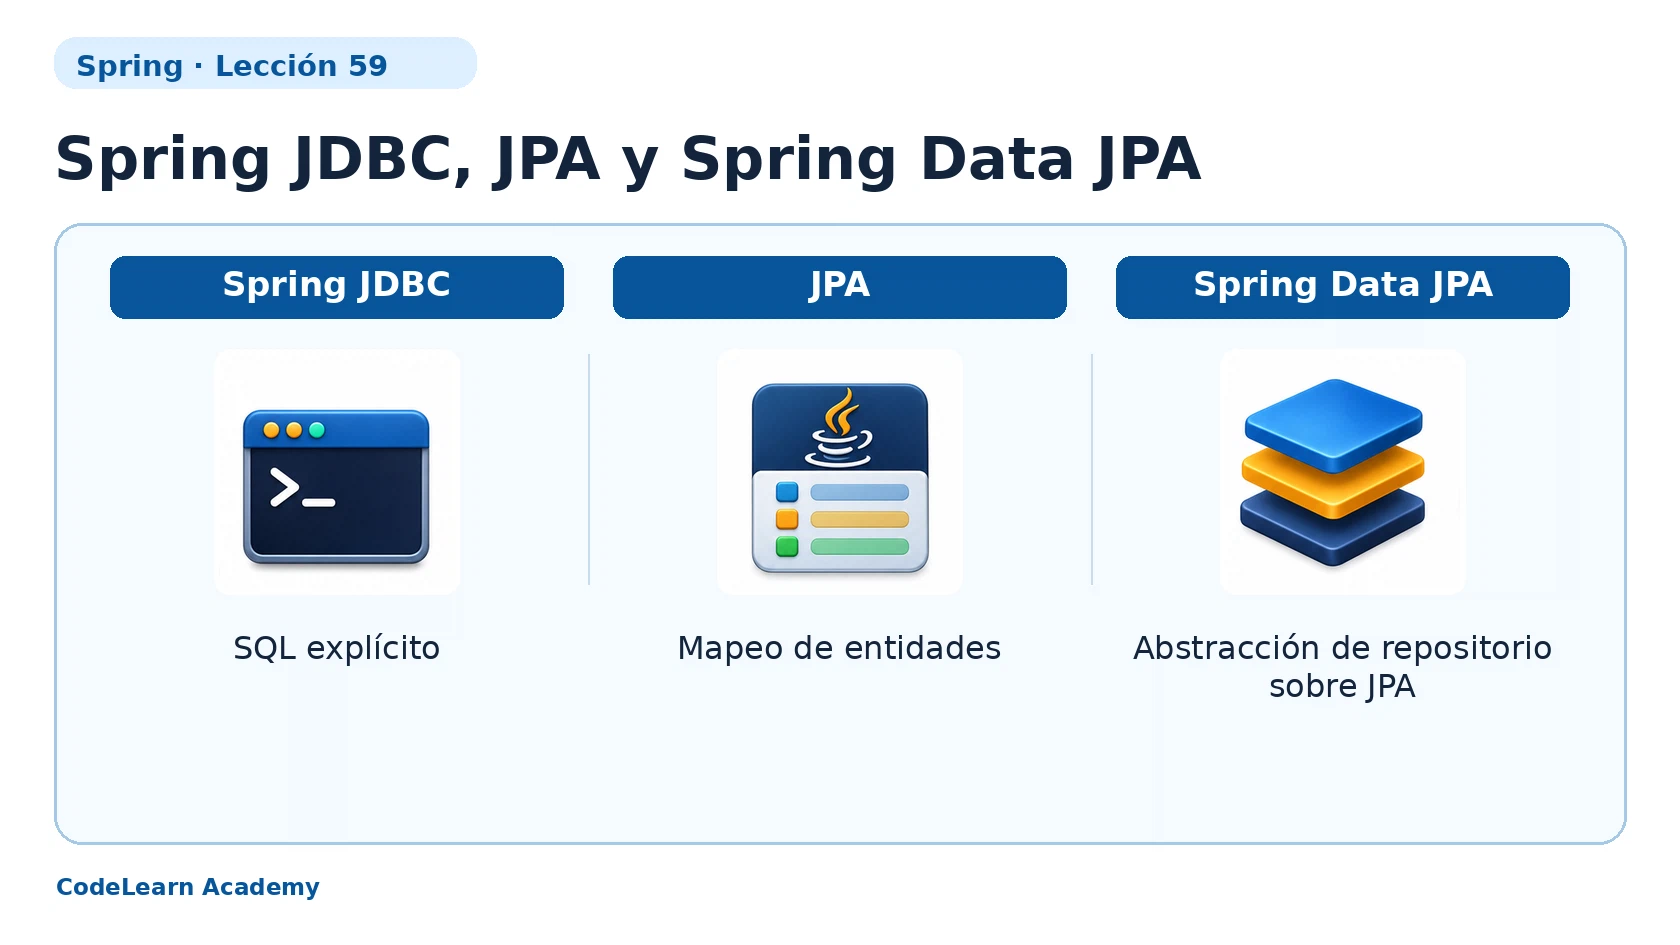 Spring · Lección 59
Spring JDBC, JPA y Spring Data JPA
Spring JDBC
JPA
Spring Data JPA
SQL explícito
Mapeo de entidades
Abstracción de repositorio
sobre JPA
CodeLearn Academy